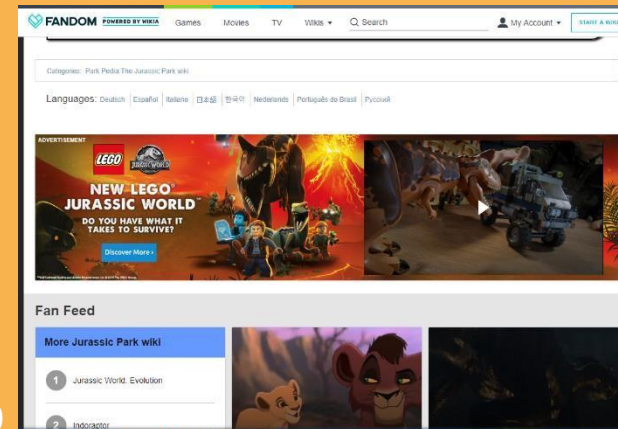 FANDOM POWERED BY WIKIA Games Movies TV Wikis Search My Account START A WIKI
Categories: Park Pedia The Jurassic Park wiki
Languages: Deutsch Español Italiano 日本語 한국어 Nederlands Português do Brasil Русский
ADVERTISEMENT
LEGO JURASSIC WORLD
NEW LEGO®
JURASSIC WORLD™
DO YOU HAVE WHAT IT
TAKES TO SURVIVE?
Discover More ›
Fan Feed
More Jurassic Park wiki
1 Jurassic World: Evolution
2 Indoraptor